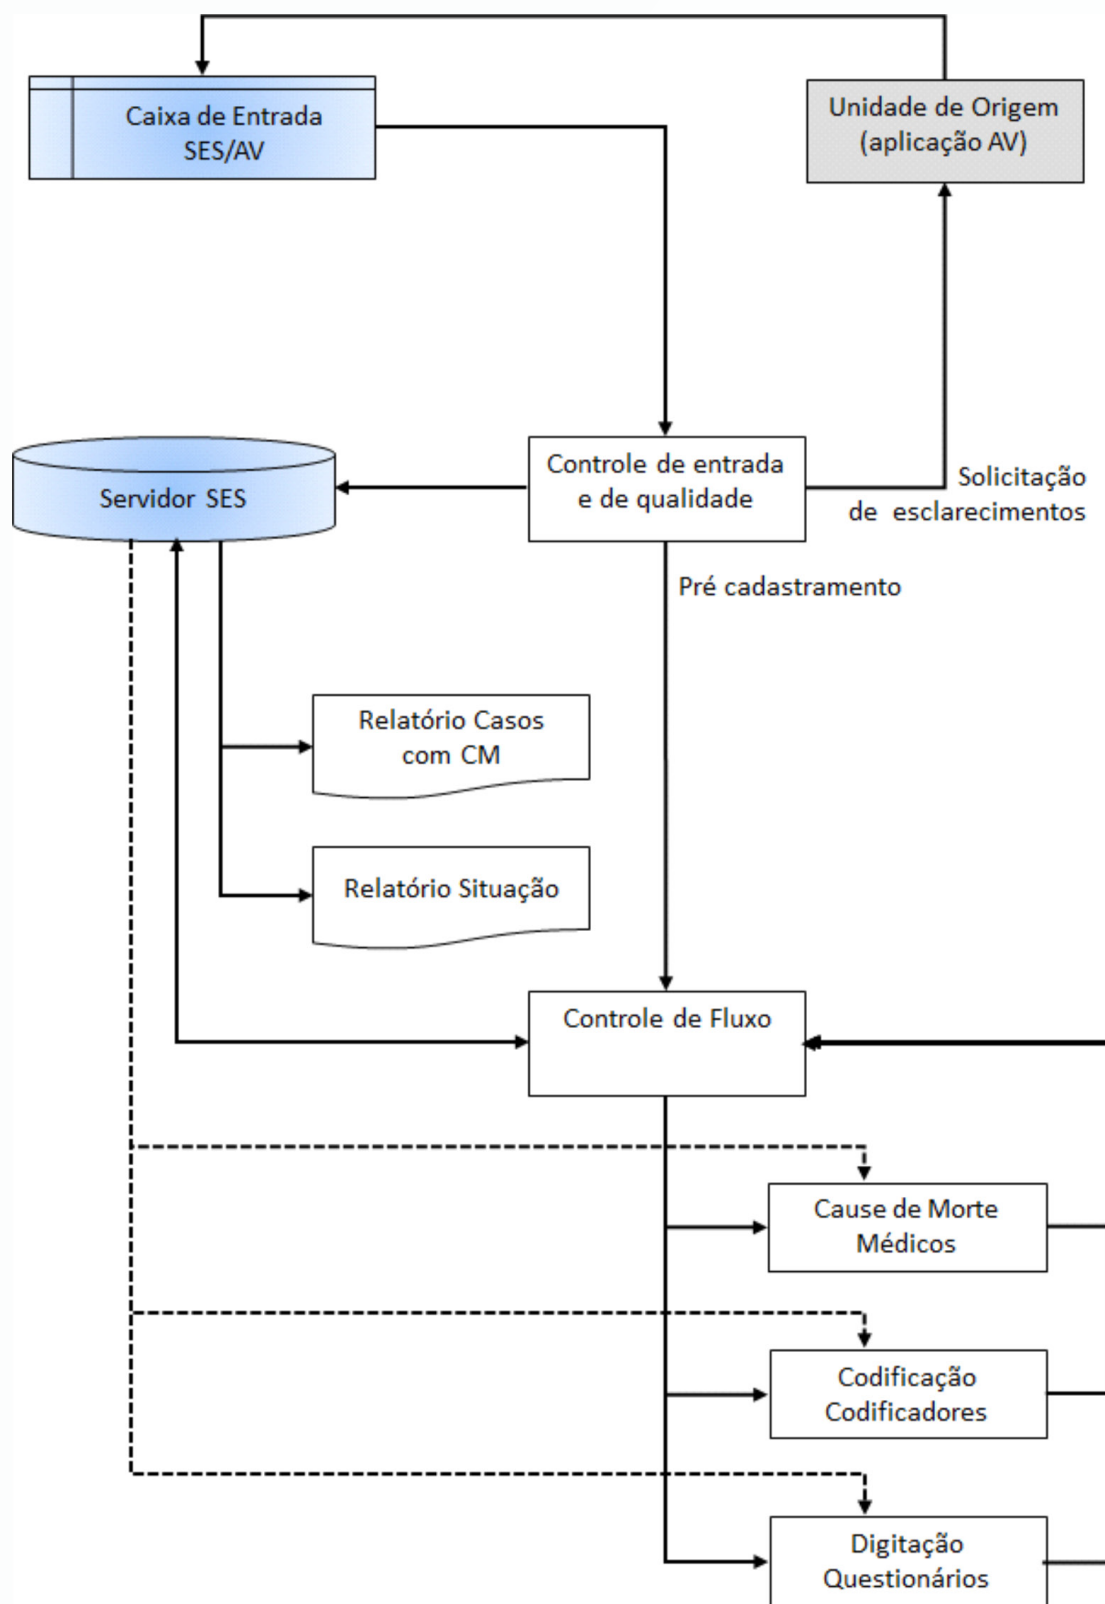 Caixa de Entrada
SES/AV
Unidade de Origem
(aplicação AV)
Servidor SES
Controle de entrada
e de qualidade
Solicitação
de esclarecimentos
Pré cadastramento
Relatório Casos
com CM
Relatório Situação
Controle de Fluxo
Cause de Morte
Médicos
Codificação
Codificadores
Digitação
Questionários